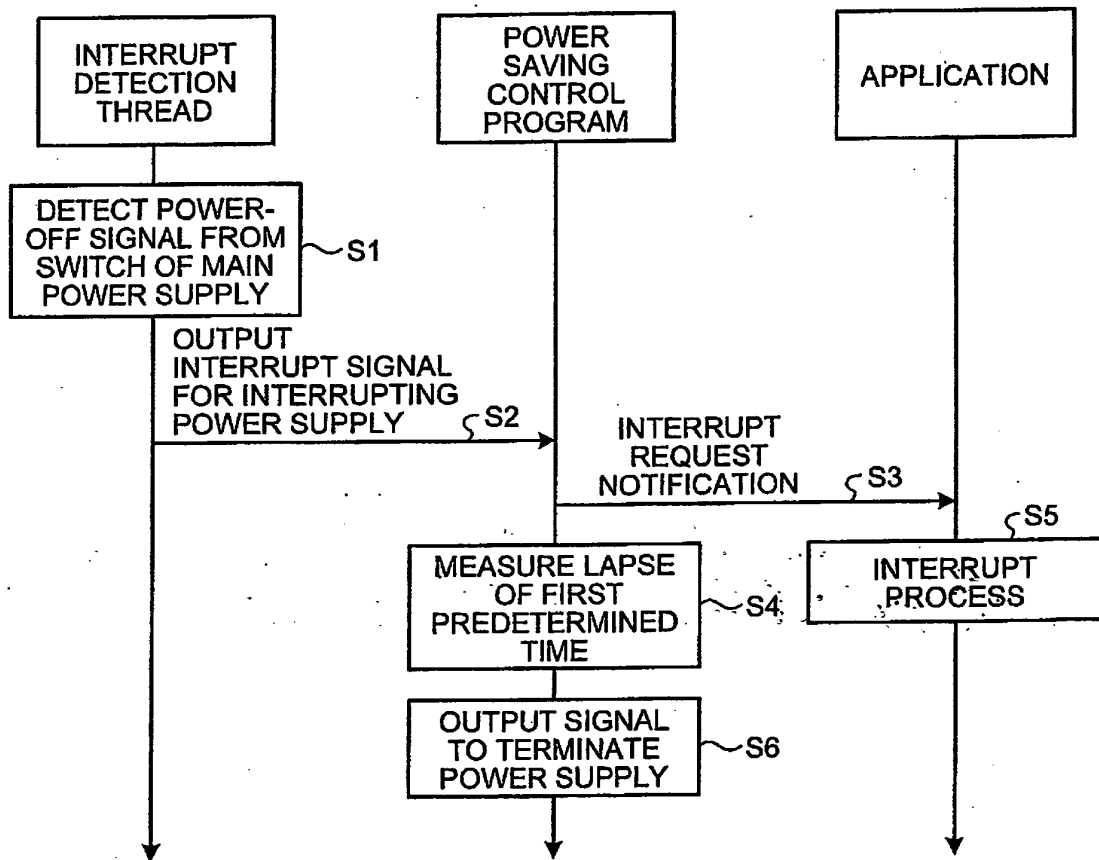 INTERRUPT
DETECTION
THREAD
POWER
SAVING
CONTROL
PROGRAM
APPLICATION
DETECT POWER-
OFF SIGNAL FROM
SWITCH OF MAIN
POWER SUPPLY
S1
OUTPUT
INTERRUPT SIGNAL
FOR INTERRUPTING
POWER SUPPLY
S2
INTERRUPT
REQUEST
NOTIFICATION
S3
MEASURE LAPSE
OF FIRST
PREDETERMINED
TIME
S4
S5
INTERRUPT
PROCESS
OUTPUT SIGNAL
TO TERMINATE
POWER SUPPLY
S6